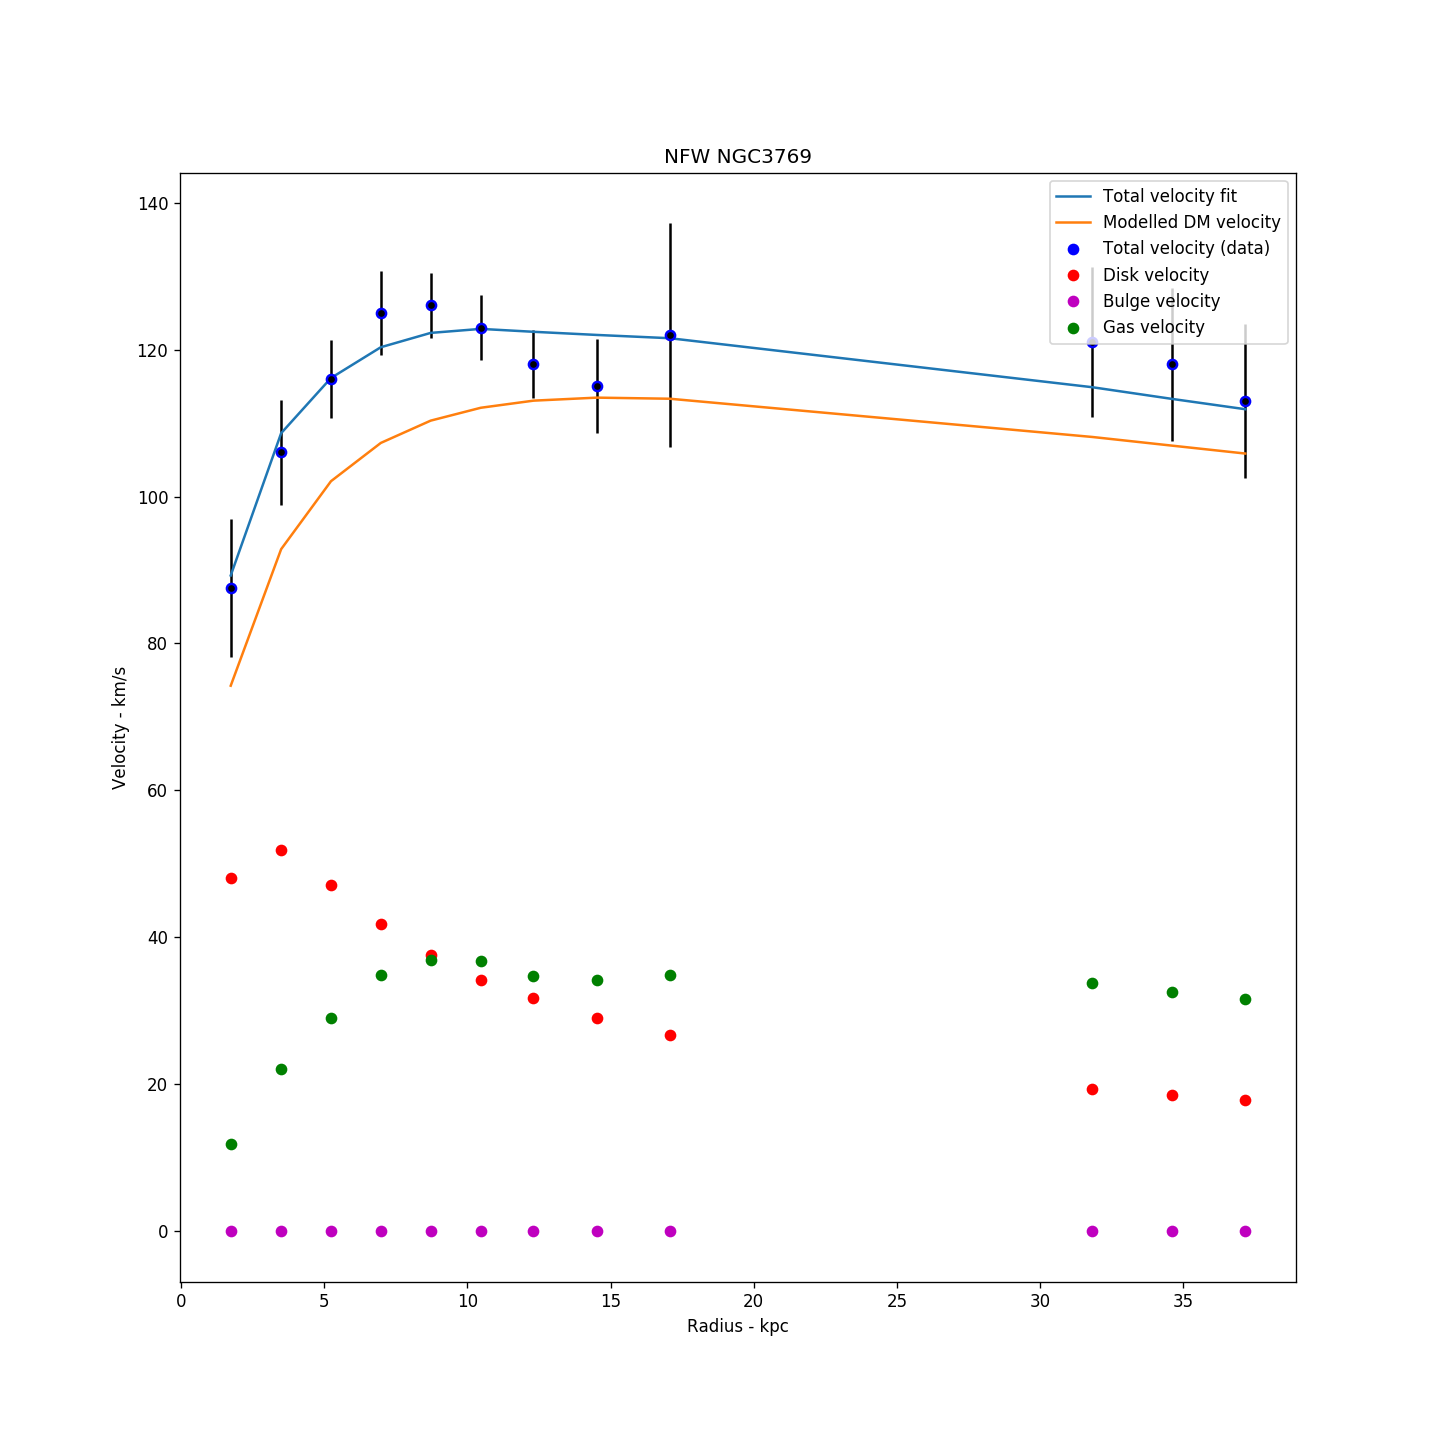 NFW NGC3769
Total velocity fit
Modelled DM velocity
Total velocity (data)
Disk velocity
Bulge velocity
Gas velocity
140
120
100
80
60
40
20
0
Velocity - km/s
0 5 10 15 20 25 30 35
Radius - kpc